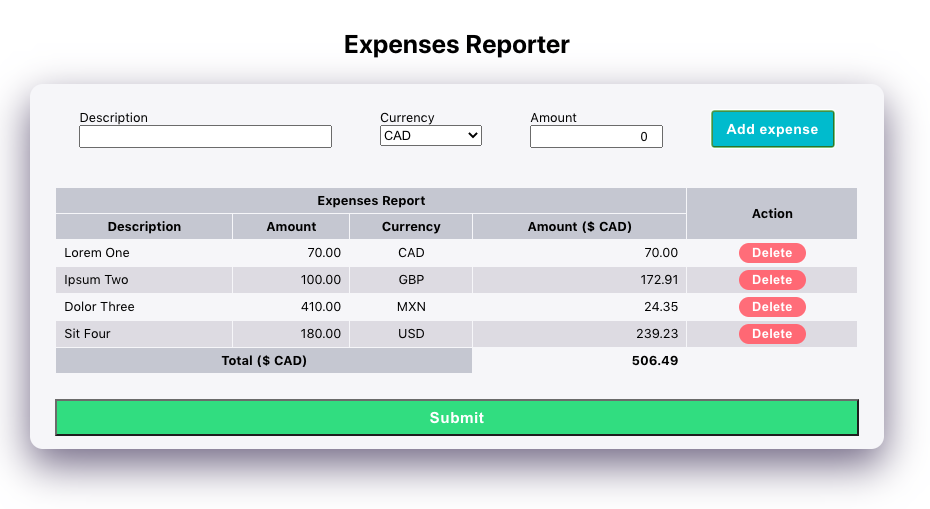 Expenses Reporter
Description Currency Amount
CAD 0 Add expense
Expenses Report Action
Description Amount Currency Amount ($ CAD)
Lorem One 70.00 CAD 70.00 Delete
Ipsum Two 100.00 GBP 172.91 Delete
Dolor Three 410.00 MXN 24.35 Delete
Sit Four 180.00 USD 239.23 Delete
Total ($ CAD) 506.49
Submit